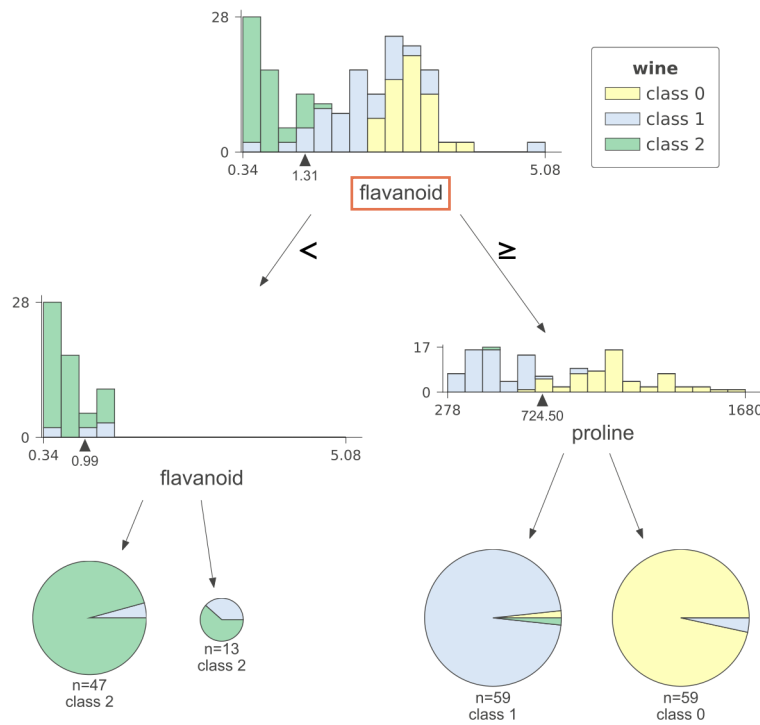 28
0
0.34
1.31
5.08
flavanoid
wine
class 0
class 1
class 2
<
≥
28
0
0.34
0.99
5.08
flavanoid
17
0
278
724.50
1680
proline
n=47
class 2
n=13
class 2
n=59
class 1
n=59
class 0